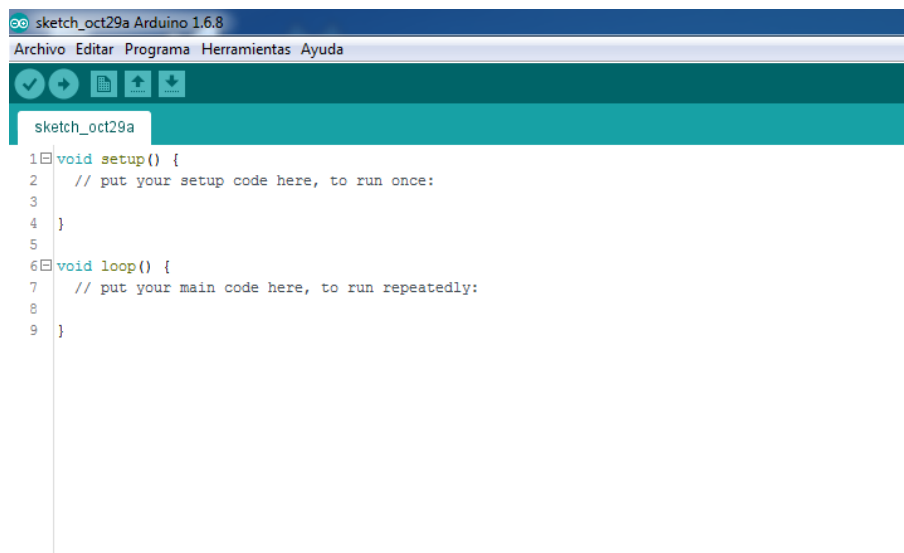 sketch_oct29a Arduino 1.6.8
Archivo Editar Programa Herramientas Ayuda
sketch_oct29a
1 void setup() {
2 // put your setup code here, to run once:
3
4 }
5
6 void loop() {
7 // put your main code here, to run repeatedly:
8
9 }